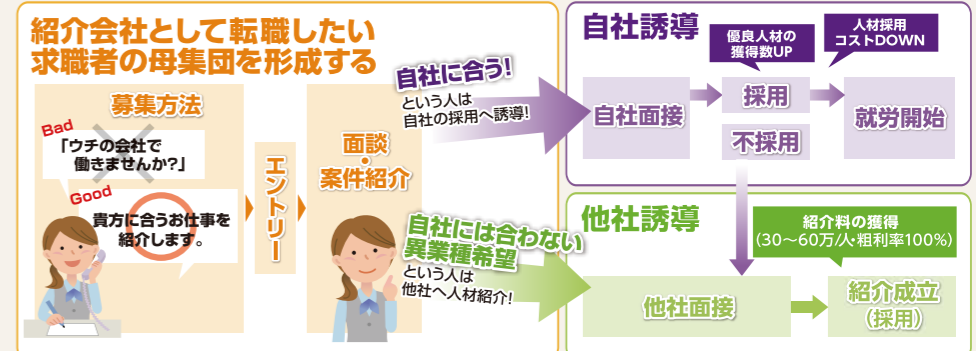 紹介会社として転職したい
求職者の母集団を形成する
募集方法
Bad
「ウチの会社で
働きませんか?」
Good
貴方に合うお仕事を
紹介します。
エントリー
面談
・
案件紹介
自社に合う!
という人は
自社の採用へ誘導!
自社には合わない
異業種希望
という人は
他社へ人材紹介!
自社誘導
優良人材の
獲得数UP
人材採用
コストDOWN
自社面接
採用
不採用
就労開始
他社誘導
紹介料の獲得
(30〜60万/人・粗利率100%)
他社面接
紹介成立
(採用)